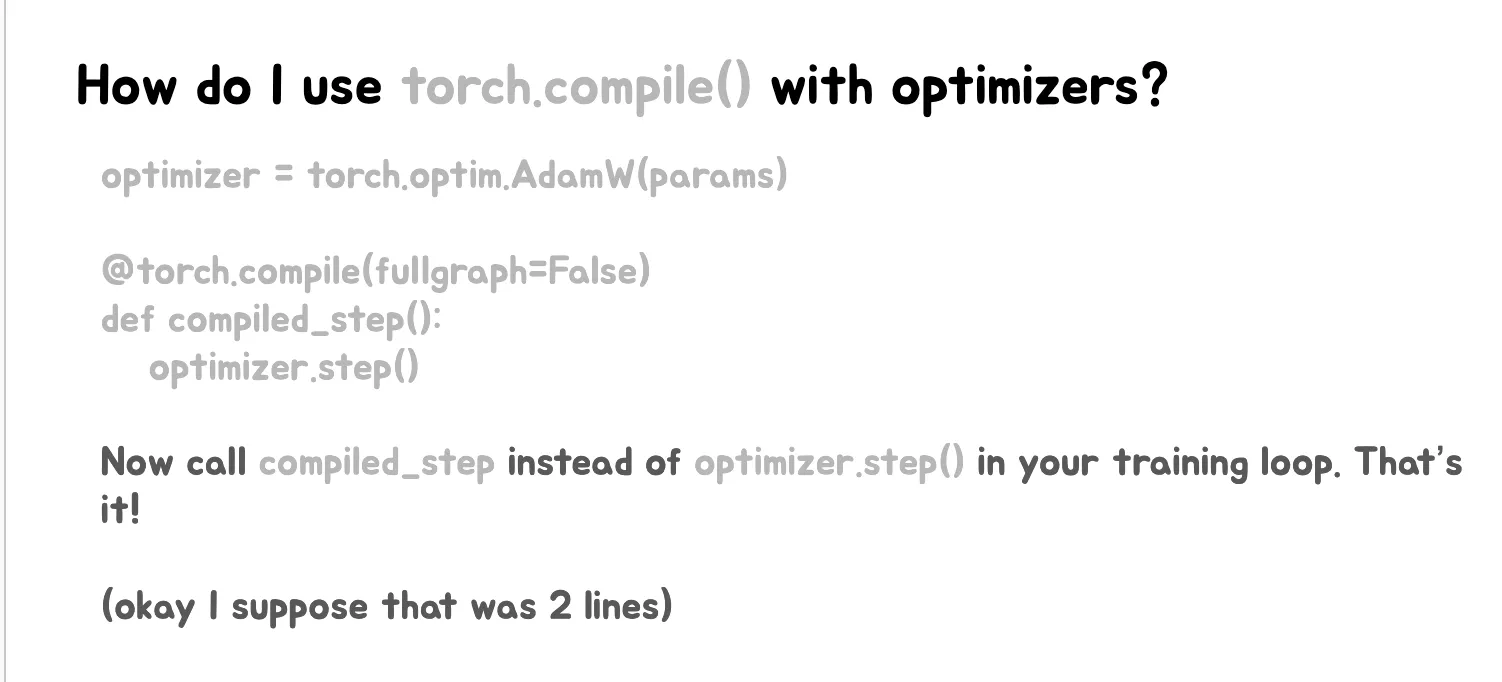 How do I use torch.compile() with optimizers?
optimizer = torch.optim.AdamW(params)
@torch.compile(fullgraph=False)
def compiled_step():
optimizer.step()
Now call compiled_step instead of optimizer.step() in your training loop. That's
it!
(okay I suppose that was 2 lines)